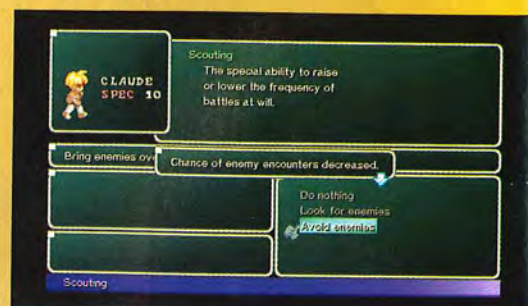 CLAUDE
SPEC 10
Scouting
The special ability to raise
or lower the frequency of
battles at will.
Bring enemies
Chance of enemy encounters decreased.
Do nothing
Look for enemies
Avoid enemies
Scouting